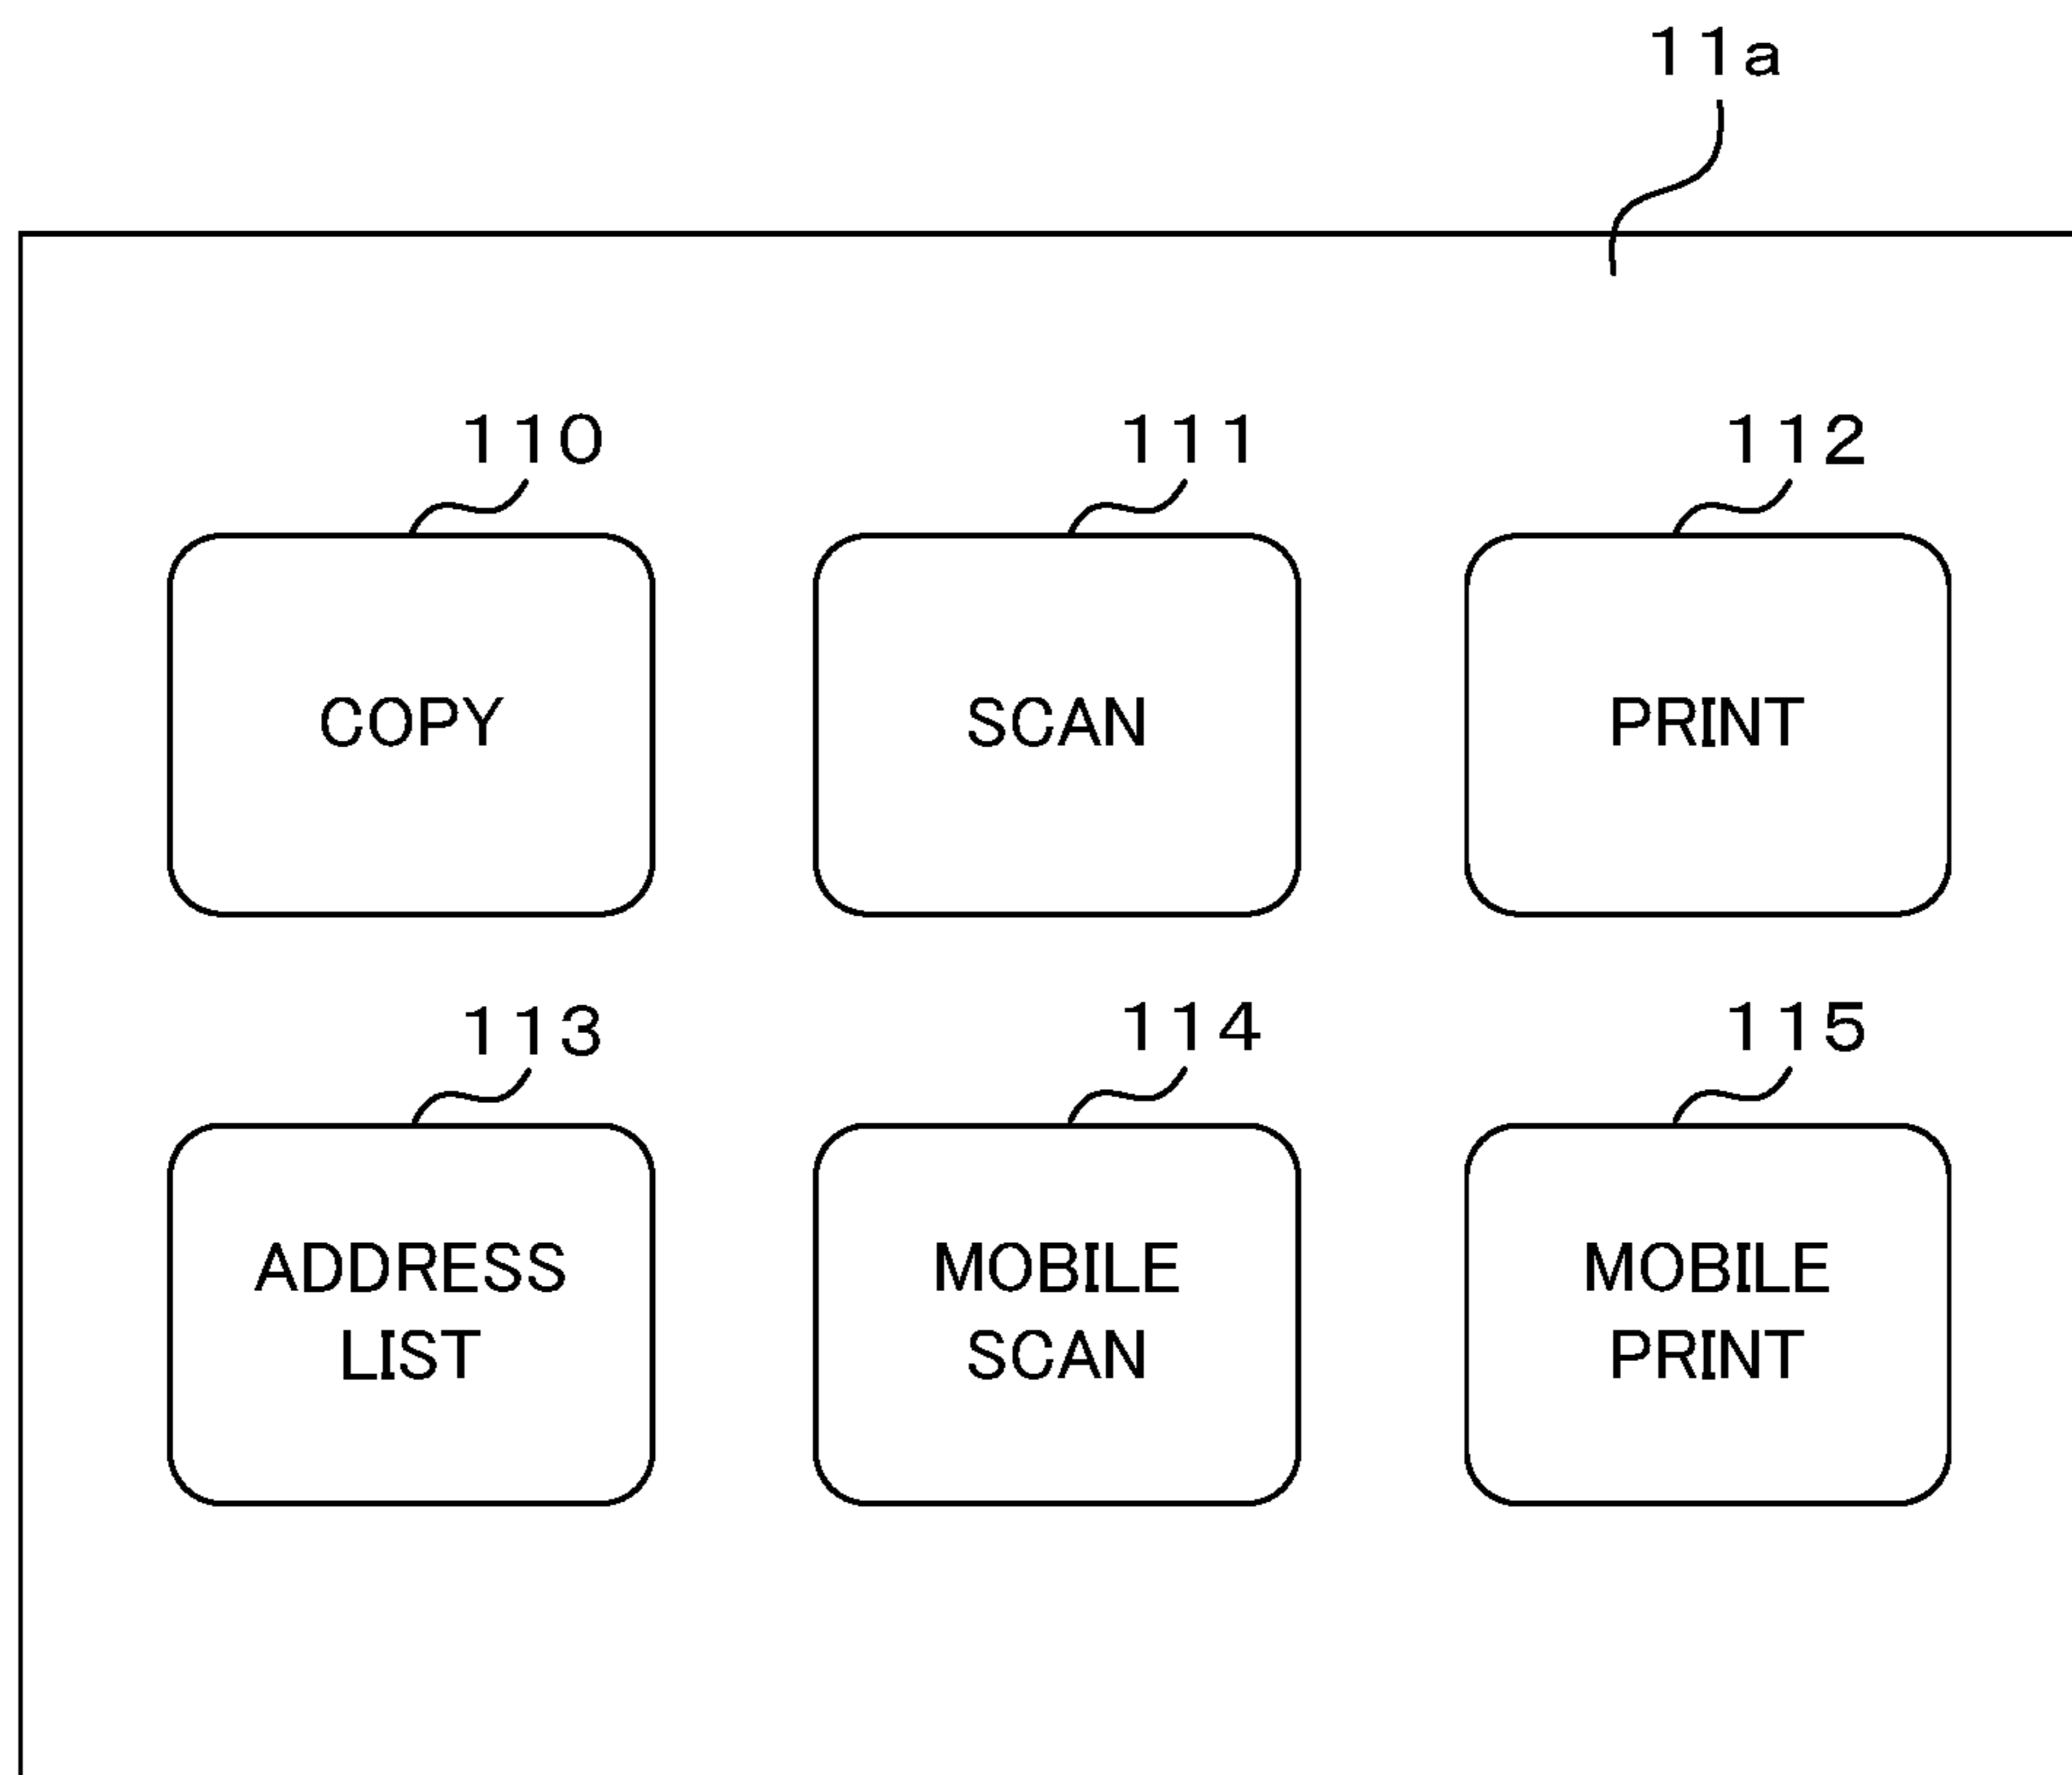 11a
110 111 112
COPY SCAN PRINT
113 114 115
ADDRESS LIST
MOBILE SCAN
MOBILE PRINT